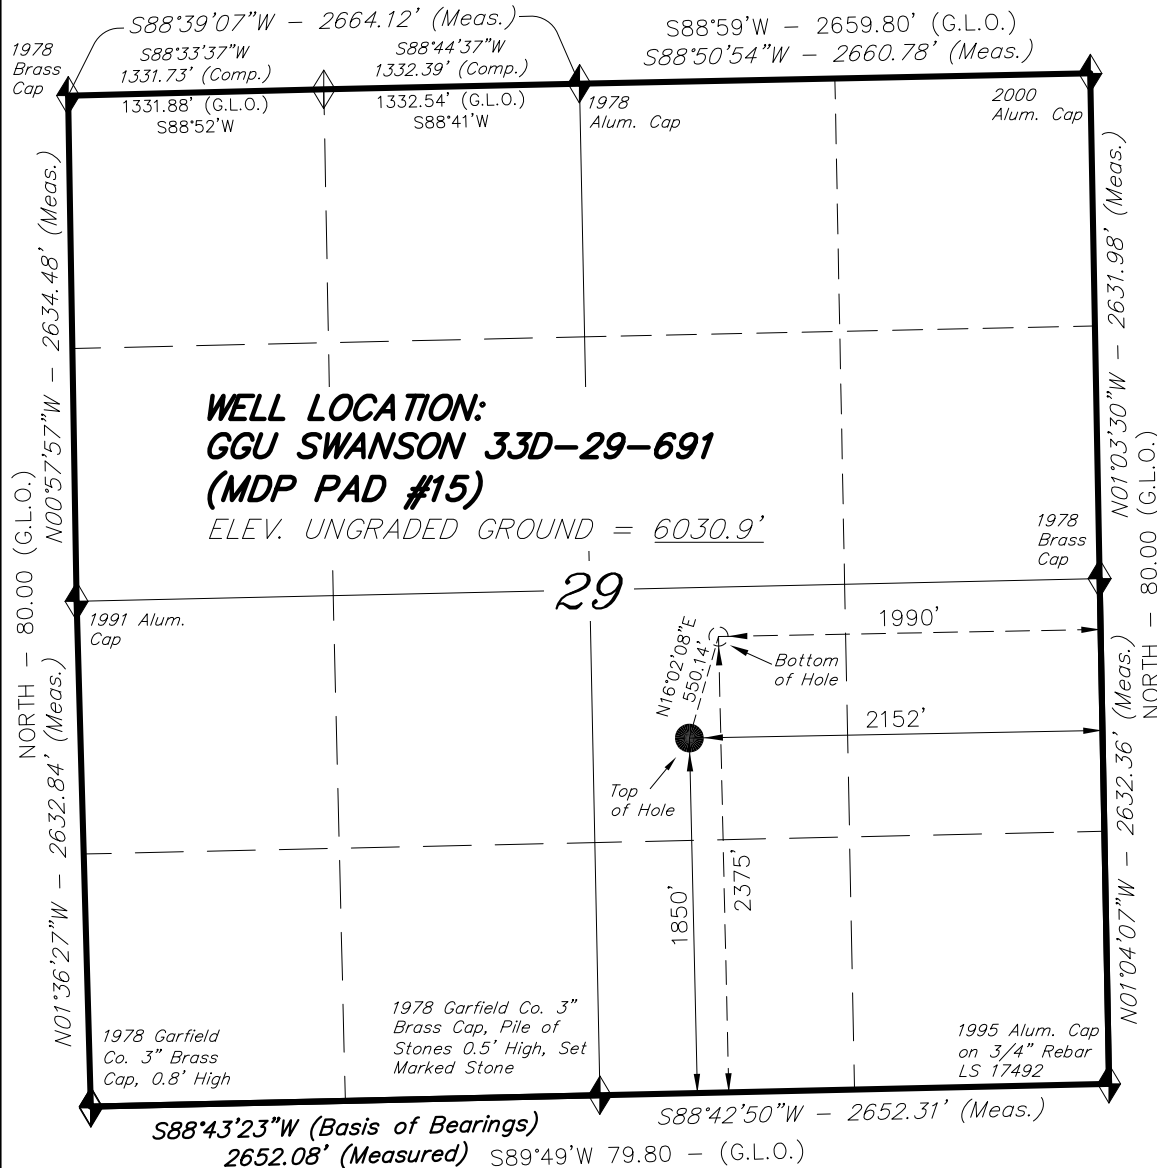 S88°39'07"W - 2664.12' (Meas.)
S88°59'W - 2659.80' (G.L.O.)
S88°50'54"W - 2660.78' (Meas.)
1978
Brass
Cap
S88°33'37"W
1331.73' (Comp.)
S88°44'37"W
1332.39' (Comp.)
1331.88' (G.L.O.)
S88°52'W
1332.54' (G.L.O.)
S88°41'W
1978
Alum. Cap
2000
Alum. Cap
N00°57'57"W - 2634.48' (Meas.)
N01°03'30"W - 2631.98' (Meas.)
WELL LOCATION:
GGU SWANSON 33D-29-691
(MDP PAD #15)
ELEV. UNGRADED GROUND = 6030.9'
NORTH - 80.00 (G.L.O.)
NORTH - 80.00 (G.L.O.)
1978
Brass
Cap
29
1991 Alum.
Cap
1990'
N16°02'08"E
550.14'
Bottom
of Hole
2152'
Top
of Hole
1850'
2375'
N01°36'27"W - 2632.84' (Meas.)
N01°04'07"W - 2632.36' (Meas.)
1978 Garfield
Co. 3" Brass
Cap, 0.8' High
1978 Garfield Co. 3"
Brass Cap, Pile of
Stones 0.5' High, Set
Marked Stone
1995 Alum. Cap
on 3/4" Rebar
LS 17492
S88°43'23"W (Basis of Bearings)
2652.08' (Measured)
S88°42'50"W - 2652.31' (Meas.)
S89°49'W 79.80 - (G.L.O.)